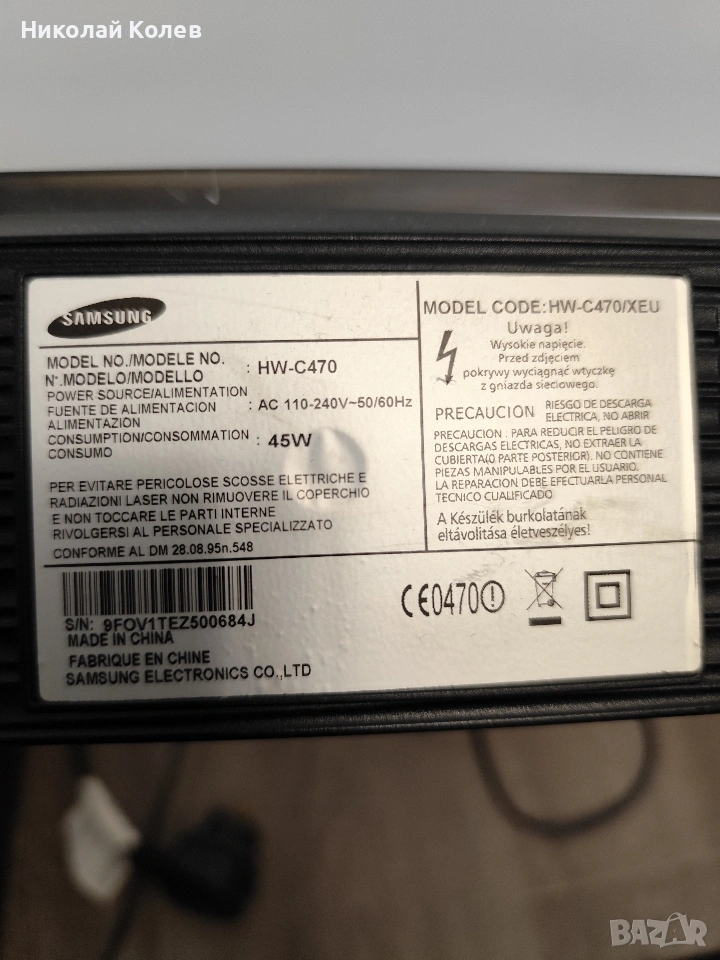 Николай Колев
SAMSUNG
MODEL NO./MODELE NO.
N°.MODELO/MODELLO
: HW-C470
POWER SOURCE/ALIMENTATION
FUENTE DE ALIMENTACION
ALIMENTAZION
: AC 110-240V~50/60Hz
CONSUMPTION/CONSOMMATION
CONSUMO
: 45W
PER EVITARE PERICOLOSE SCOSSE ELETTRICHE E
RADIAZIONI LASER NON RIMUOVERE IL COPERCHIO
E NON TOCCARE LE PARTI INTERNE
RIVOLGERSI AL PERSONALE SPECIALIZZATO
CONFORME AL DM 28.08.95n.548
MODEL CODE:HW-C470/XEU
Uwaga!
Wysokie napięcie.
Przed zdjęciem
pokrywy wyciągnąć wtyczkę
z gniazda sieciowego.
PRECAUCION
RIESGO DE DESCARGA
ELECTRICA, NO ABRIR
PRECAUCION : PARA REDUCIR EL PELIGRO DE
DESCARGAS ELECTRICAS, NO EXTRAER LA
CUBIERTA(O PARTE POSTERIOR). NO CONTIENE
PIEZAS MANIPULABLES POR EL USUARIO.
LA REPARACION DEBE EFECTUARLA PERSONAL
TECNICO CUALIFICADO
A Készülék burkolatának
eltávolitása életveszélyes!
S/N: 9FOV1TEZ500684J
MADE IN CHINA
FABRIQUE EN CHINE
SAMSUNG ELECTRONICS CO.,LTD
CE0470
BAZAR